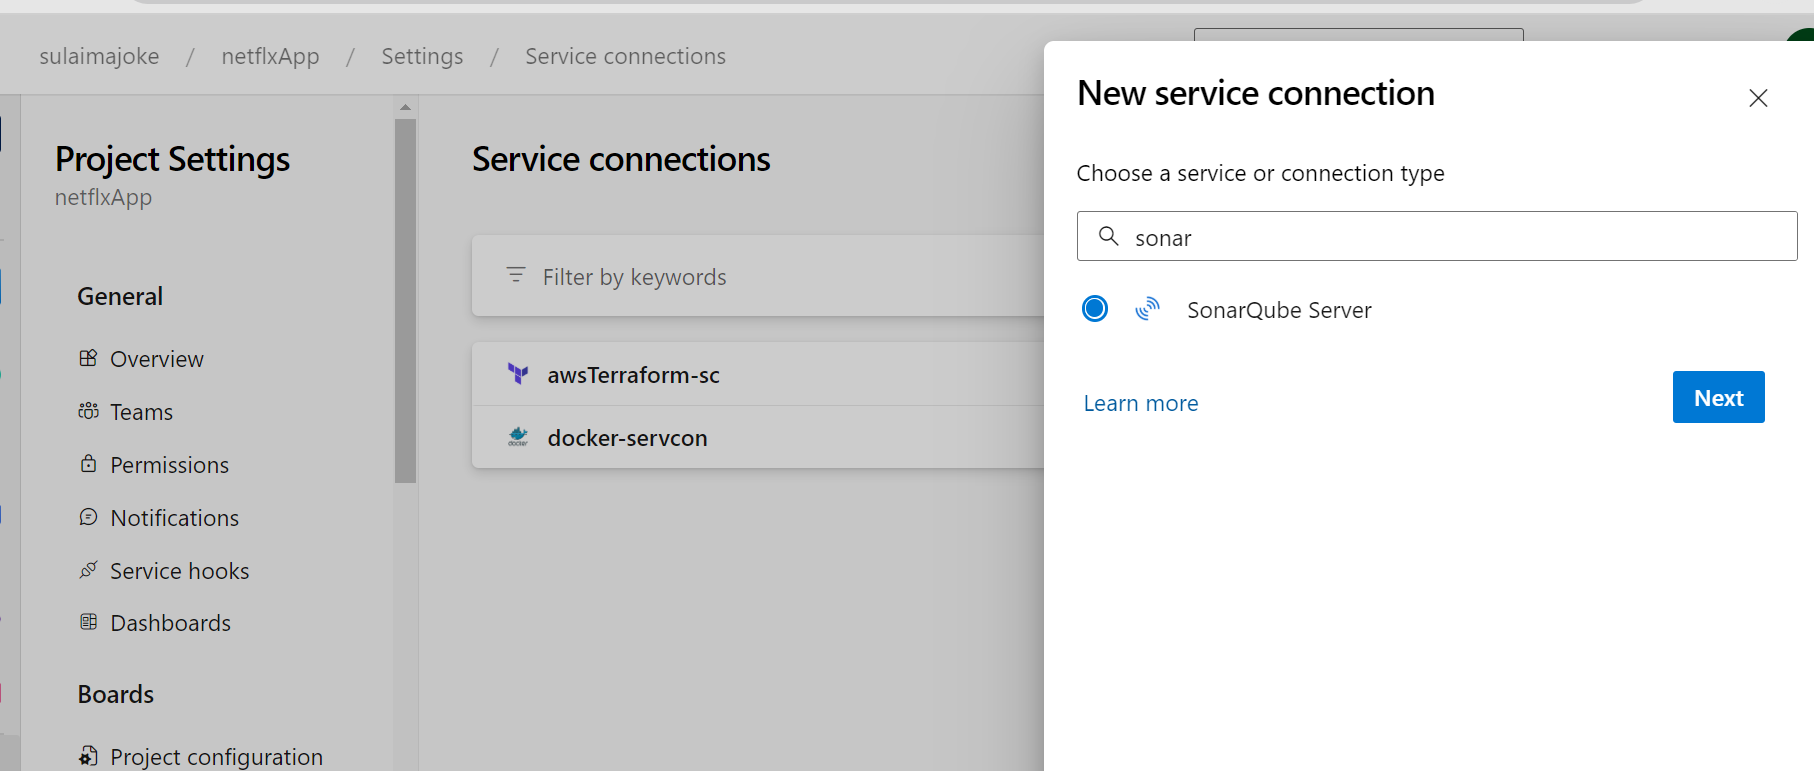 sulaimajoke / netflxApp / Settings / Service connections
Project Settings
netflxApp
General
Overview
Teams
Permissions
Notifications
Service hooks
Dashboards
Boards
Project configuration
Service connections
Filter by keywords
awsTerraform-sc
docker
docker-servcon
New service connection
Choose a service or connection type
sonar
SonarQube Server
Learn more
Next